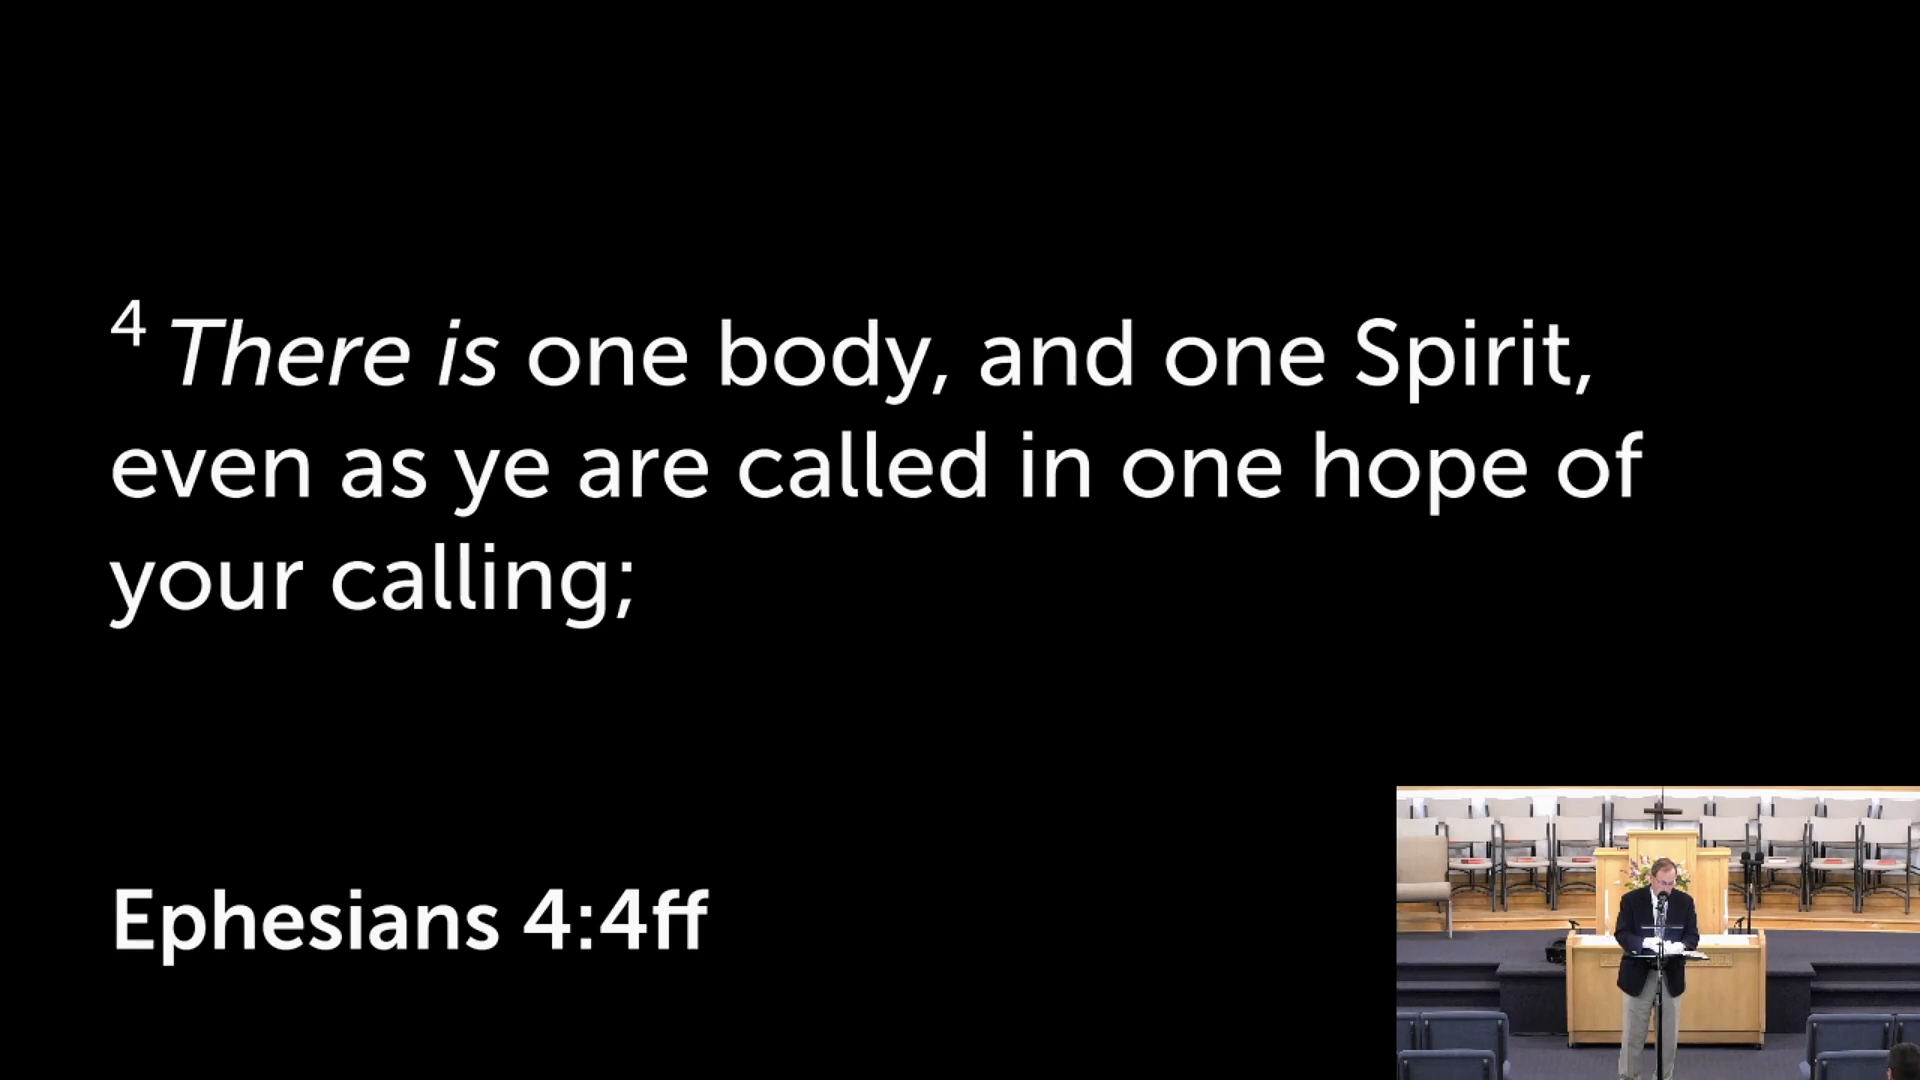 4 There is one body, and one Spirit,
even as ye are called in one hope of
your calling;
Ephesians 4:4ff